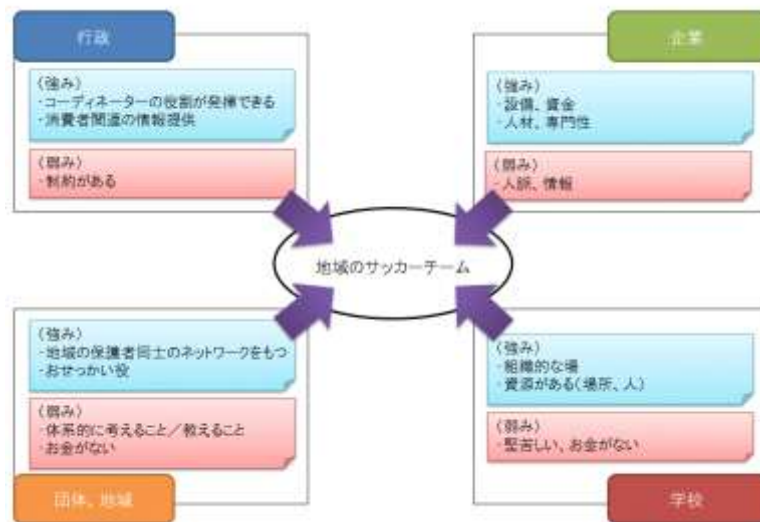 行政
(強み)
・コーディネーターの役割が発揮できる
・消費者関連の情報提供
(弱み)
・制約がある
企業
(強み)
・設備、資金
・人材、専門性
(弱み)
・人脈、情報
地域のサッカーチーム
(強み)
・地域の保護者同士のネットワークをもつ
・おせっかい役
(弱み)
・体系的に考えること／教えること
・お金がない
団体、地域
(強み)
・組織的な場
・資源がある(場所、人)
(弱み)
・堅苦しい、お金がない
学校